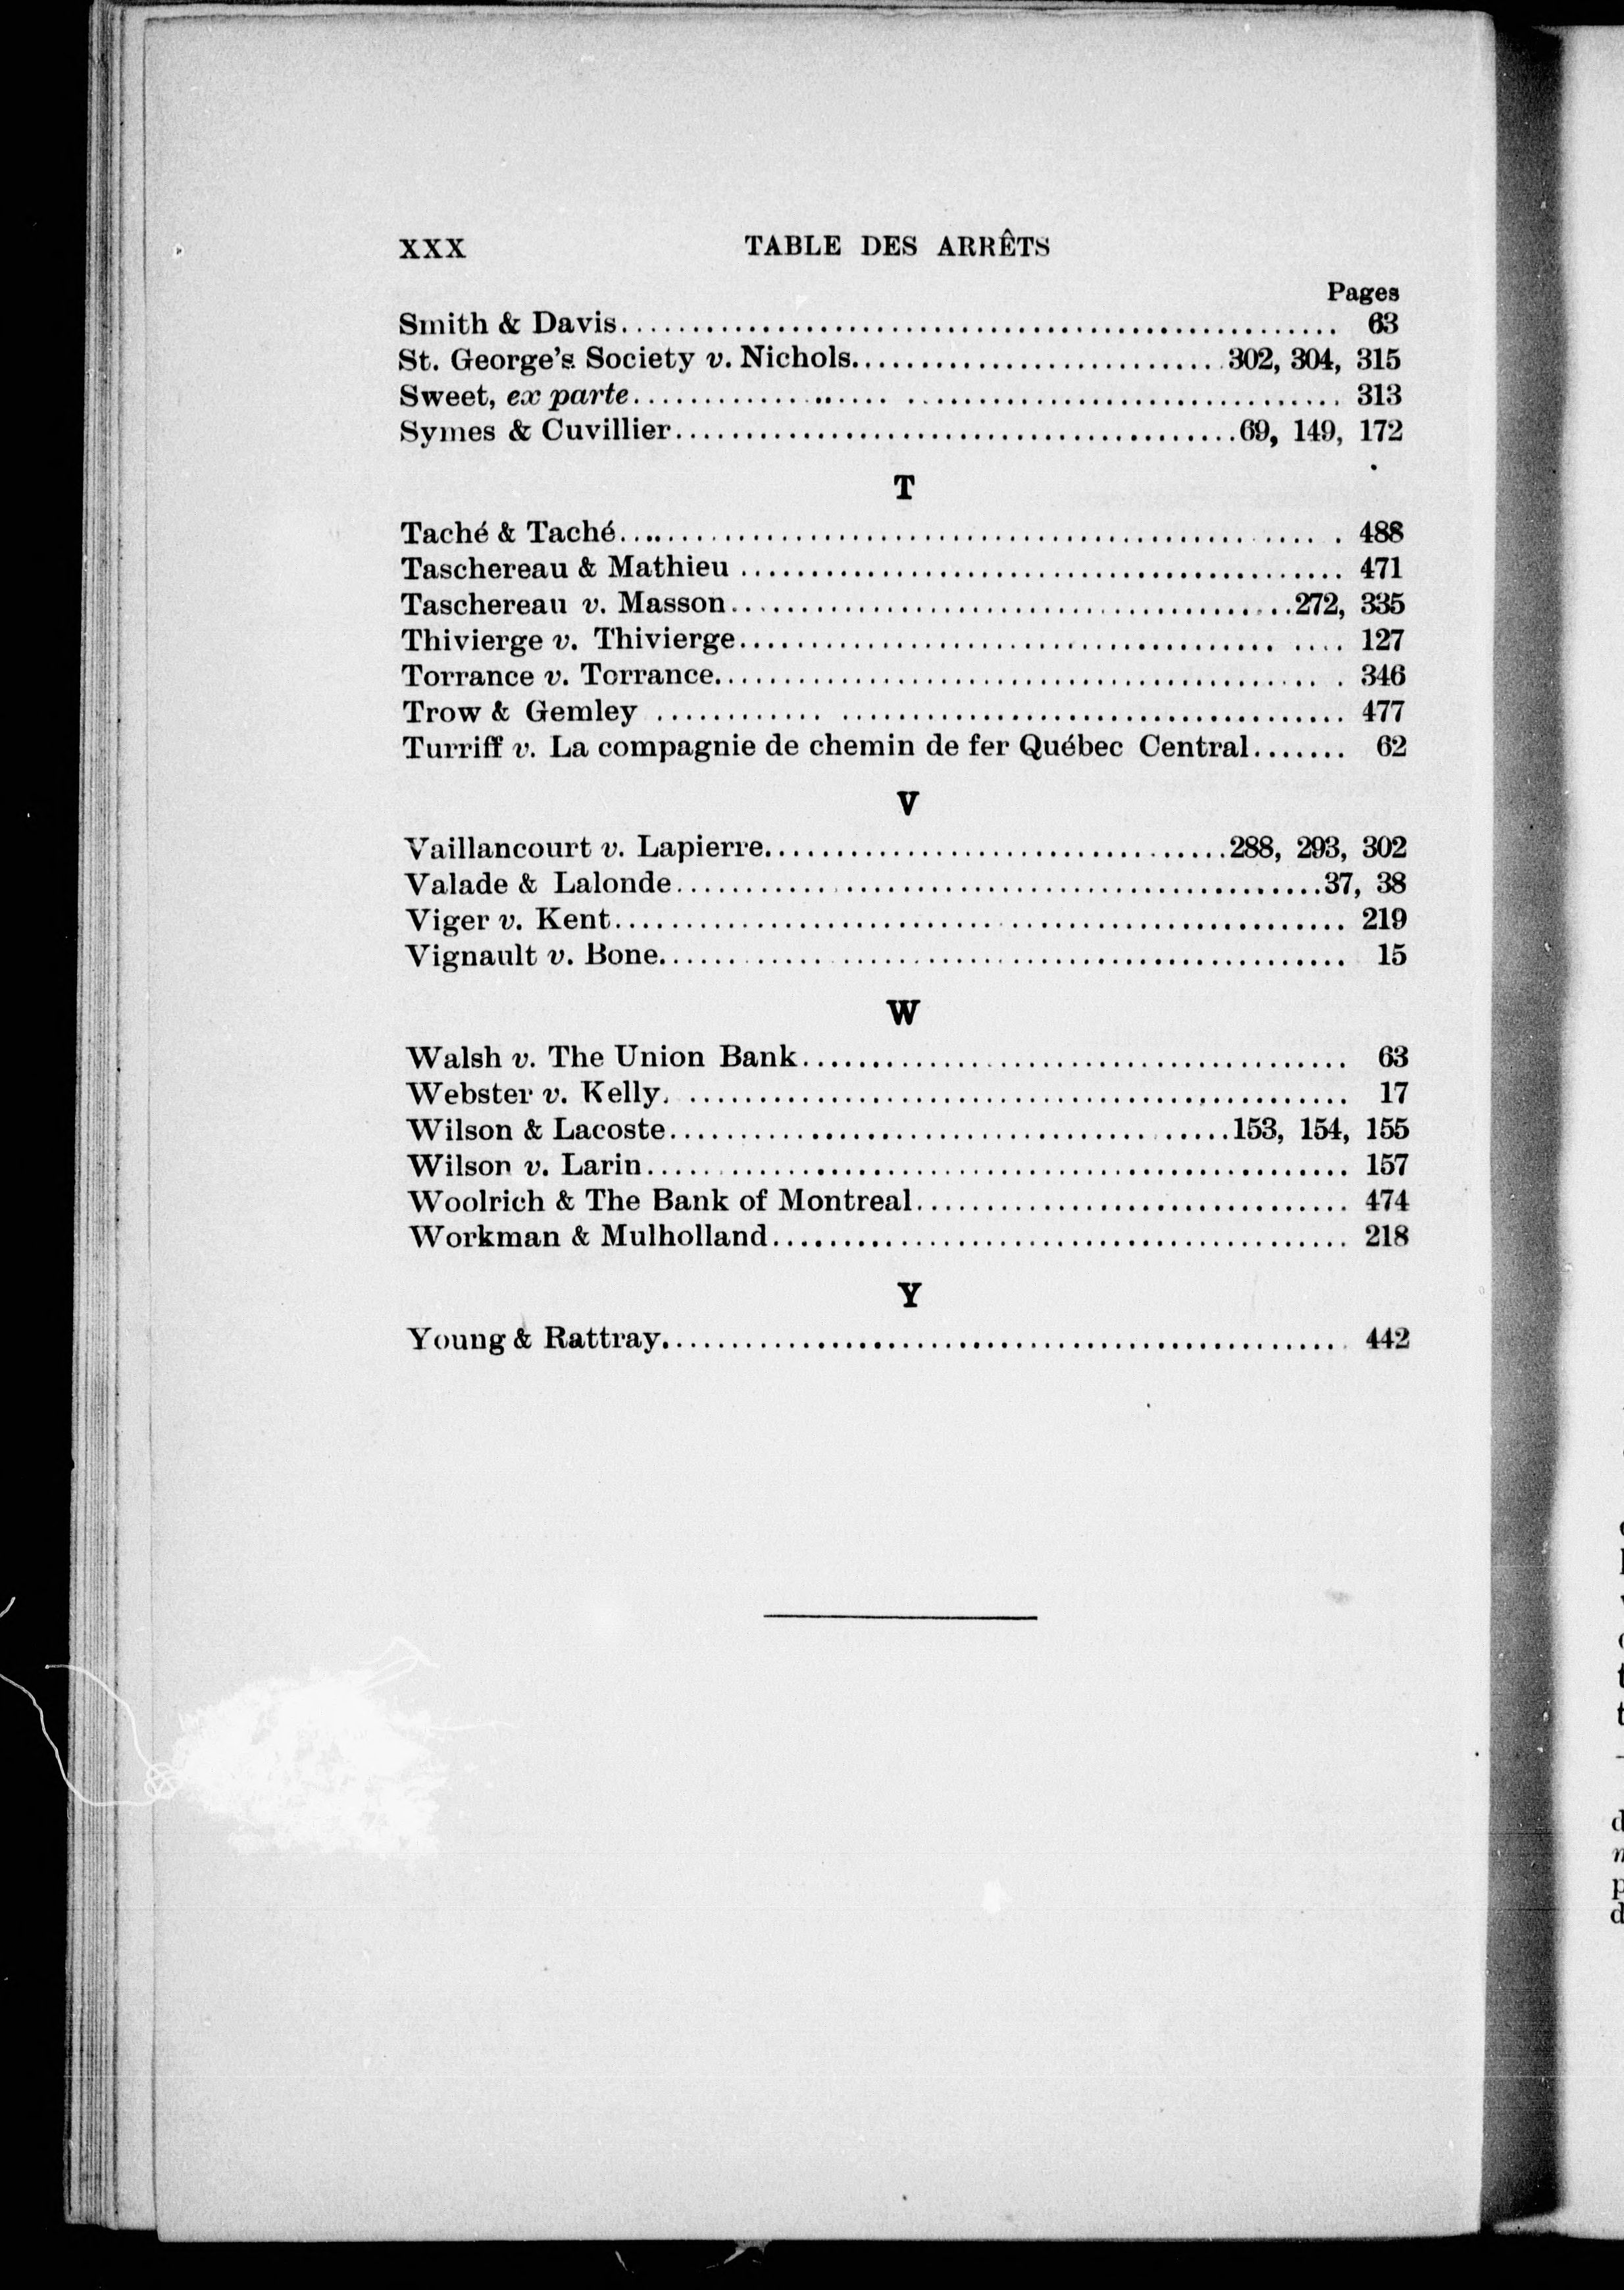 XXX TABLE DES ARRÊTS
Pages
Smith & Davis.................................................. 63
St. George's Society v. Nichols..........................302, 304, 315
Sweet, ex parte.................................................. 313
Symes & Cuvillier........................................69, 149, 172
T
Taché & Taché.................................................. 488
Taschereau & Mathieu ........................................... 471
Taschereau v. Masson........................................272, 335
Thivierge v. Thivierge........................................... 127
Torrance v. Torrance............................................. 346
Trow & Gemley .................................................. 477
Turriff v. La compagnie de chemin de fer Québec Central....... 62
V
Vaillancourt v. Lapierre.................................288, 293, 302
Valade & Lalonde..............................................37, 38
Viger v. Kent.................................................... 219
Vignault v. Bone................................................. 15
W
Walsh v. The Union Bank....................................... 63
Webster v. Kelly. ............................................... 17
Wilson & Lacoste........................................153, 154, 155
Wilson v. Larin.................................................. 157
Woolrich & The Bank of Montreal............................... 474
Workman & Mulholland......................................... 218
Y
Young & Rattray................................................ 442